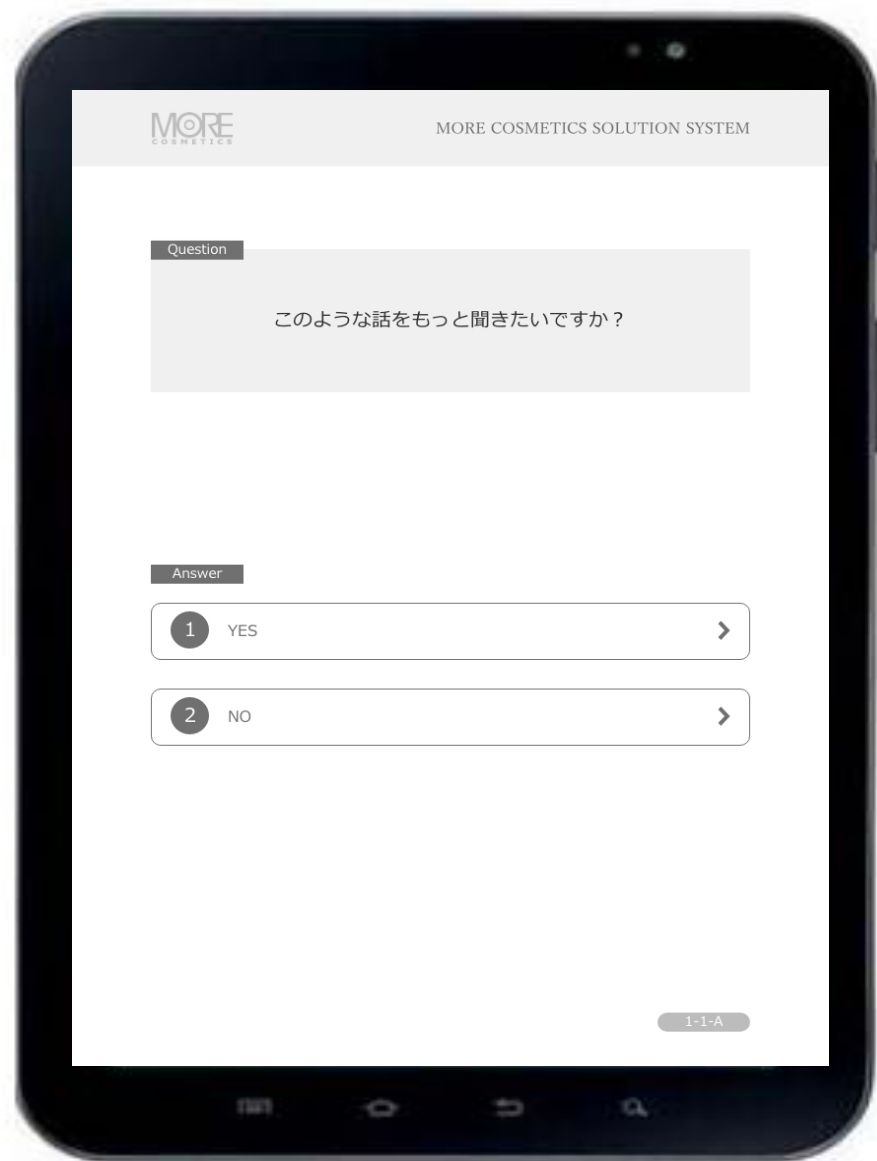 MORE
COSMETICS
MORE COSMETICS SOLUTION SYSTEM
Question
このような話をもっと聞きたいですか？
Answer
1 YES
2 NO
1-1-A